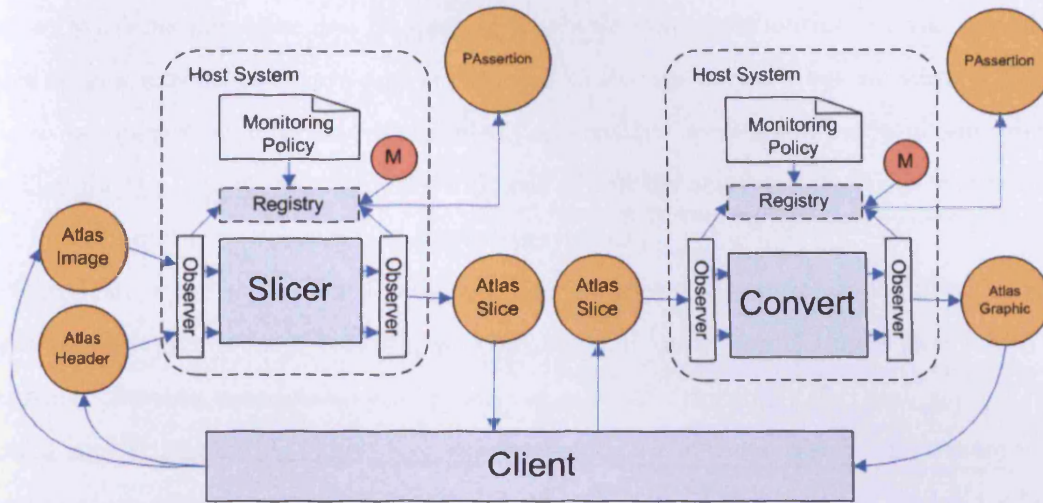 PAssertion
Host System
Monitoring
Policy
M
Registry
Atlas
Image
Atlas
Header
Observer
Slicer
Observer
Atlas
Slice
Atlas
Slice
PAssertion
Host System
Monitoring
Policy
M
Registry
Observer
Convert
Observer
Atlas
Graphic
Client